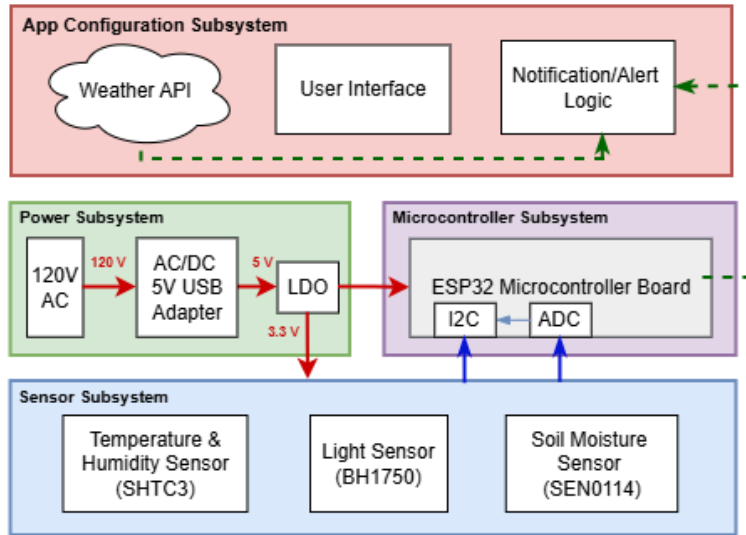 App Configuration Subsystem
Weather API
User Interface
Notification/Alert
Logic
Power Subsystem
120V
AC
120 V
AC/DC
5V USB
Adapter
5 V
LDO
3.3 V
Microcontroller Subsystem
ESP32 Microcontroller Board
I2C
ADC
Sensor Subsystem
Temperature &
Humidity Sensor
(SHTC3)
Light Sensor
(BH1750)
Soil Moisture
Sensor
(SEN0114)